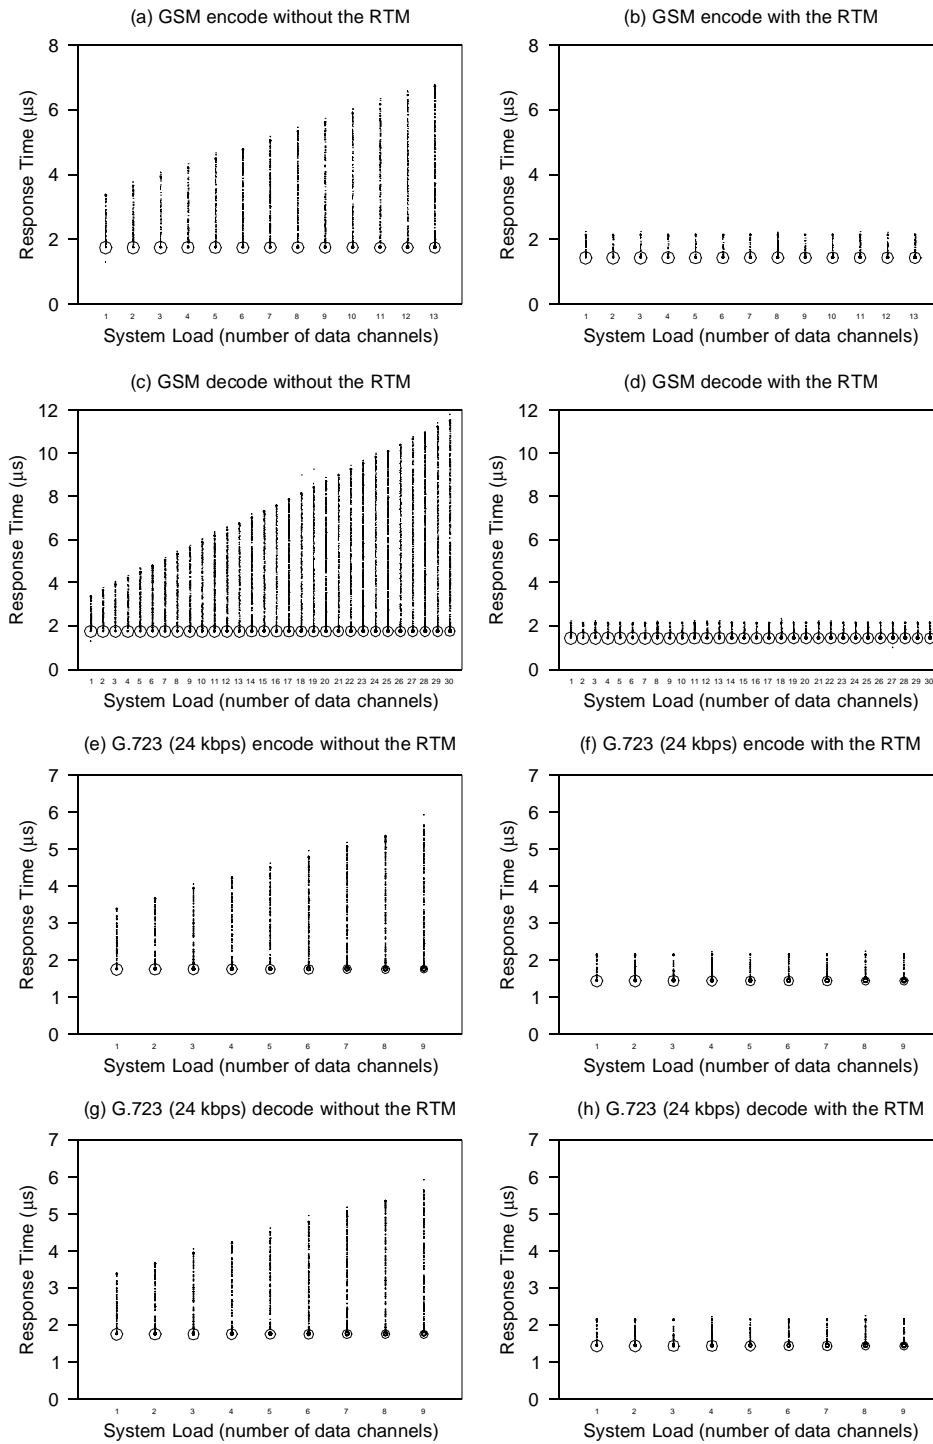 (a) GSM encode without the RTM
Response Time (µs)
8
6
4
2
0
1 2 3 4 5 6 7 8 9 10 11 12 13
System Load (number of data channels)
(b) GSM encode with the RTM
Response Time (µs)
8
6
4
2
0
1 2 3 4 5 6 7 8 9 10 11 12 13
System Load (number of data channels)
(c) GSM decode without the RTM
Response Time (µs)
12
10
8
6
4
2
0
1 2 3 4 5 6 7 8 9 10 11 12 13 14 15 16 17 18 19 20 21 22 23 24 25 26 27 28 29 30
System Load (number of data channels)
(d) GSM decode with the RTM
Response Time (µs)
12
10
8
6
4
2
0
1 2 3 4 5 6 7 8 9 10 11 12 13 14 15 16 17 18 19 20 21 22 23 24 25 26 27 28 29 30
System Load (number of data channels)
(e) G.723 (24 kbps) encode without the RTM
Response Time (µs)
7
6
5
4
3
2
1
0
1 2 3 4 5 6 7 8 9
System Load (number of data channels)
(f) G.723 (24 kbps) encode with the RTM
Response Time (µs)
7
6
5
4
3
2
1
0
1 2 3 4 5 6 7 8 9
System Load (number of data channels)
(g) G.723 (24 kbps) decode without the RTM
Response Time (µs)
7
6
5
4
3
2
1
0
1 2 3 4 5 6 7 8 9
System Load (number of data channels)
(h) G.723 (24 kbps) decode with the RTM
Response Time (µs)
7
6
5
4
3
2
1
0
1 2 3 4 5 6 7 8 9
System Load (number of data channels)